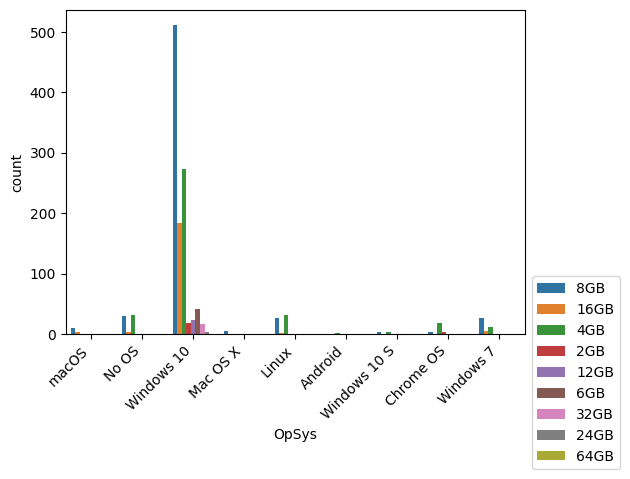 500
400
300
200
100
0
count
macOS
No OS
Windows 10
Mac OS X
Linux
Android
Windows 10 S
Chrome OS
Windows 7
OpSys
8GB
16GB
4GB
2GB
12GB
6GB
32GB
24GB
64GB